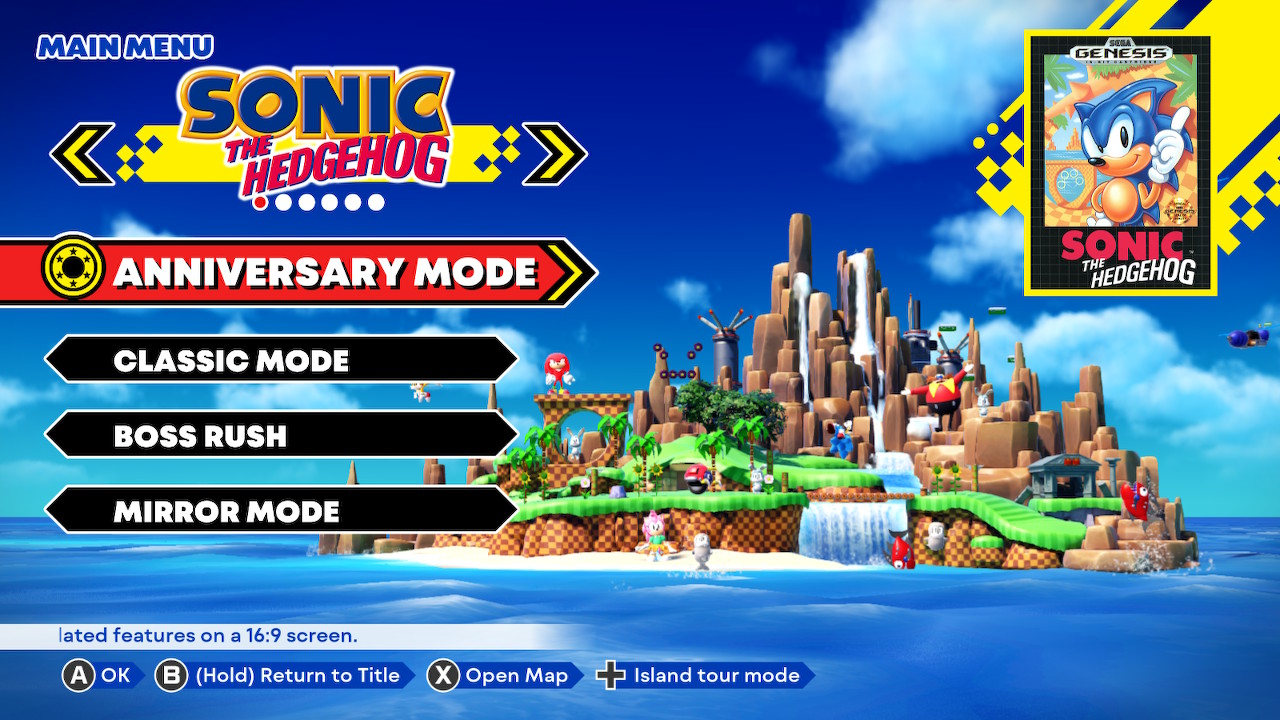 MAIN MENU
SONIC
THE
HEDGEHOG
ANNIVERSARY MODE
CLASSIC MODE
BOSS RUSH
MIRROR MODE
lated features on a 16:9 screen.
A OK B (Hold) Return to Title X Open Map Island tour mode
SEGA
GENESIS
SONIC
THE
HEDGEHOG